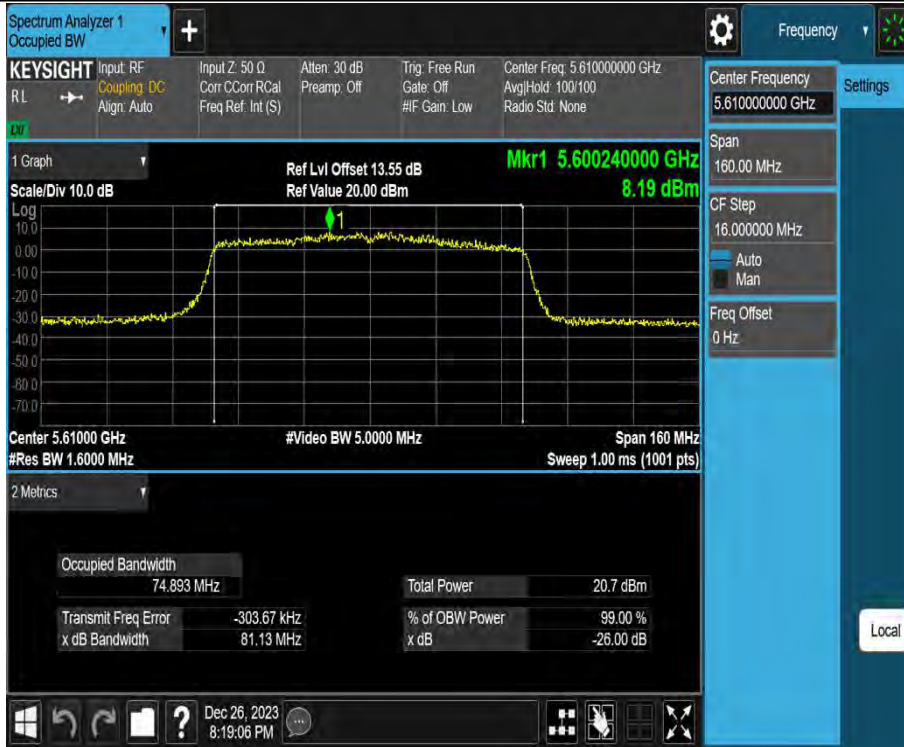 Spectrum Analyzer 1
Occupied BW
+
Frequency
KEYSIGHT
RL
Input: RF
Coupling: DC
Align: Auto
Input Z: 50 Ω
Corr CCorr RCal
Freq Ref: Int (S)
Atten: 30 dB
Preamp: Off
Trig: Free Run
Gate: Off
#IF Gain: Low
Center Freq: 5.610000000 GHz
Avg|Hold: 100/100
Radio Std: None
LXI
1 Graph
Scale/Div 10.0 dB
Ref Lvl Offset 13.55 dB
Ref Value 20.00 dBm
Mkr1 5.600240000 GHz
8.19 dBm
Log
10.0
0.00
-10.0
-20.0
-30.0
-40.0
-50.0
-60.0
-70.0
1
Center 5.61000 GHz
#Video BW 5.0000 MHz
Span 160 MHz
#Res BW 1.6000 MHz
Sweep 1.00 ms (1001 pts)
2 Metrics
Occupied Bandwidth
74.893 MHz
Total Power 20.7 dBm
Transmit Freq Error -303.67 kHz
% of OBW Power 99.00 %
x dB Bandwidth 81.13 MHz
x dB -26.00 dB
Center Frequency
5.610000000 GHz
Settings
Span
160.00 MHz
CF Step
16.000000 MHz
Auto
Man
Freq Offset
0 Hz
Local
?
Dec 26, 2023
8:19:06 PM